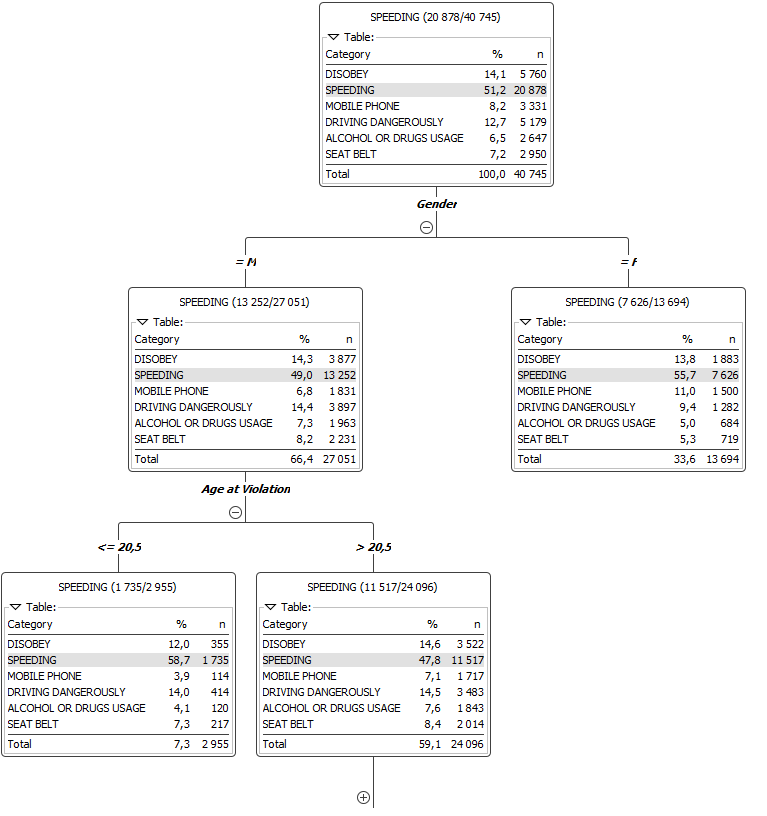 SPEEDING (20 878/40 745)
Table:
Category % n
DISOBEY 14,1 5 760
SPEEDING 51,2 20 878
MOBILE PHONE 8,2 3 331
DRIVING DANGEROUSLY 12,7 5 179
ALCOHOL OR DRUGS USAGE 6,5 2 647
SEAT BELT 7,2 2 950
Total 100,0 40 745
Gender
= M
= F
SPEEDING (13 252/27 051)
Table:
Category % n
DISOBEY 14,3 3 877
SPEEDING 49,0 13 252
MOBILE PHONE 6,8 1 831
DRIVING DANGEROUSLY 14,4 3 897
ALCOHOL OR DRUGS USAGE 7,3 1 963
SEAT BELT 8,2 2 231
Total 66,4 27 051
SPEEDING (7 626/13 694)
Table:
Category % n
DISOBEY 13,8 1 883
SPEEDING 55,7 7 626
MOBILE PHONE 11,0 1 500
DRIVING DANGEROUSLY 9,4 1 282
ALCOHOL OR DRUGS USAGE 5,0 684
SEAT BELT 5,3 719
Total 33,6 13 694
Age at Violation
<= 20,5
> 20,5
SPEEDING (1 735/2 955)
Table:
Category % n
DISOBEY 12,0 355
SPEEDING 58,7 1 735
MOBILE PHONE 3,9 114
DRIVING DANGEROUSLY 14,0 414
ALCOHOL OR DRUGS USAGE 4,1 120
SEAT BELT 7,3 217
Total 7,3 2 955
SPEEDING (11 517/24 096)
Table:
Category % n
DISOBEY 14,6 3 522
SPEEDING 47,8 11 517
MOBILE PHONE 7,1 1 717
DRIVING DANGEROUSLY 14,5 3 483
ALCOHOL OR DRUGS USAGE 7,6 1 843
SEAT BELT 8,4 2 014
Total 59,1 24 096